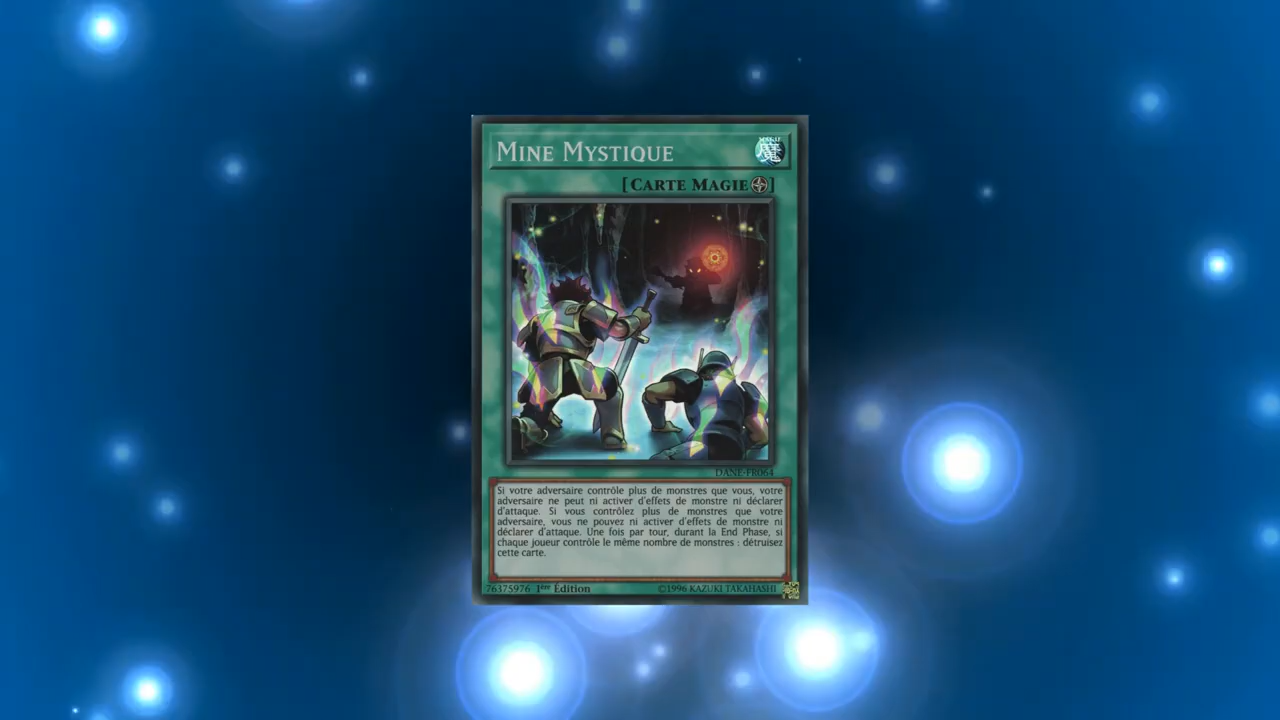 Mine Mystique
魔
[Carte Magie]
DANE-FR064
Si votre adversaire contrôle plus de monstres que vous, votre
adversaire ne peut ni activer d'effets de monstre ni déclarer
d'attaque. Si vous contrôlez plus de monstres que votre
adversaire, vous ne pouvez ni activer d'effets de monstre ni
déclarer d'attaque. Une fois par tour, durant la End Phase, si
chaque joueur contrôle le même nombre de monstres : détruisez
cette carte.
76375976 1ère Édition ©1996 KAZUKI TAKAHASHI